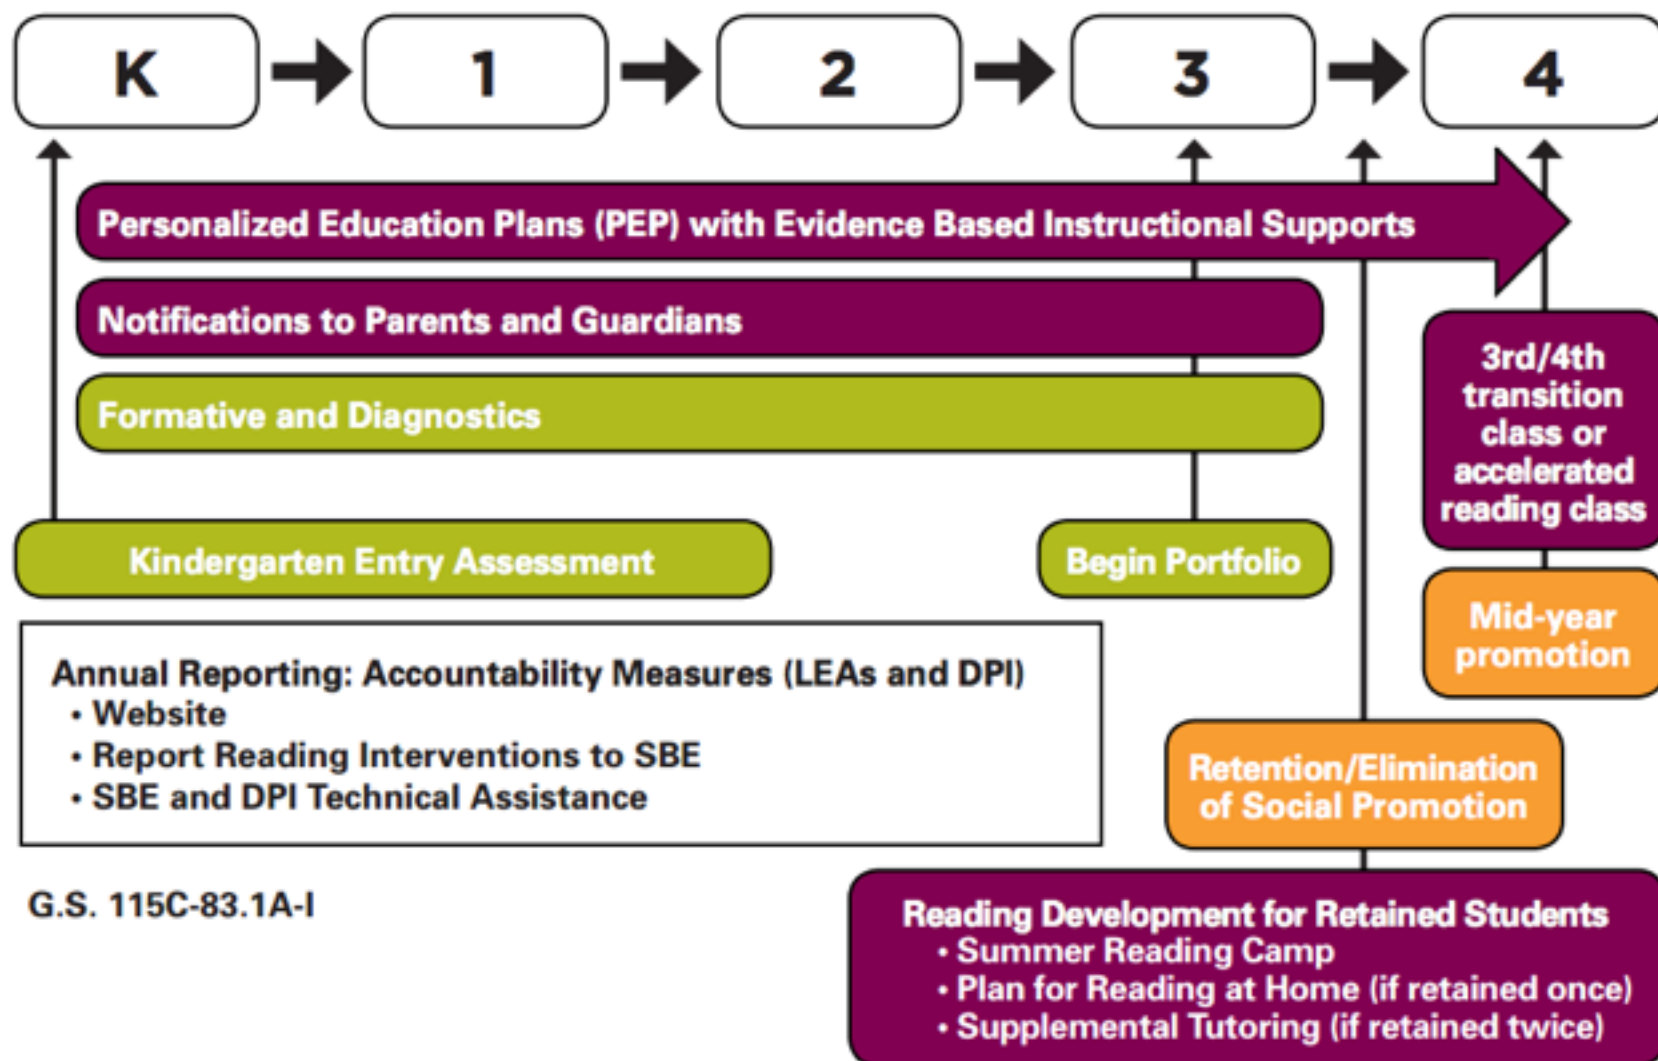 K
1
2
3
4
Personalized Education Plans (PEP) with Evidence Based Instructional Supports
Notifications to Parents and Guardians
Formative and Diagnostics
3rd/4th
transition
class or
accelerated
reading class
Kindergarten Entry Assessment
Begin Portfolio
Mid-year
promotion
Annual Reporting: Accountability Measures (LEAs and DPI)
• Website
• Report Reading Interventions to SBE
• SBE and DPI Technical Assistance
Retention/Elimination
of Social Promotion
G.S. 115C-83.1A-I
Reading Development for Retained Students
• Summer Reading Camp
• Plan for Reading at Home (if retained once)
• Supplemental Tutoring (if retained twice)